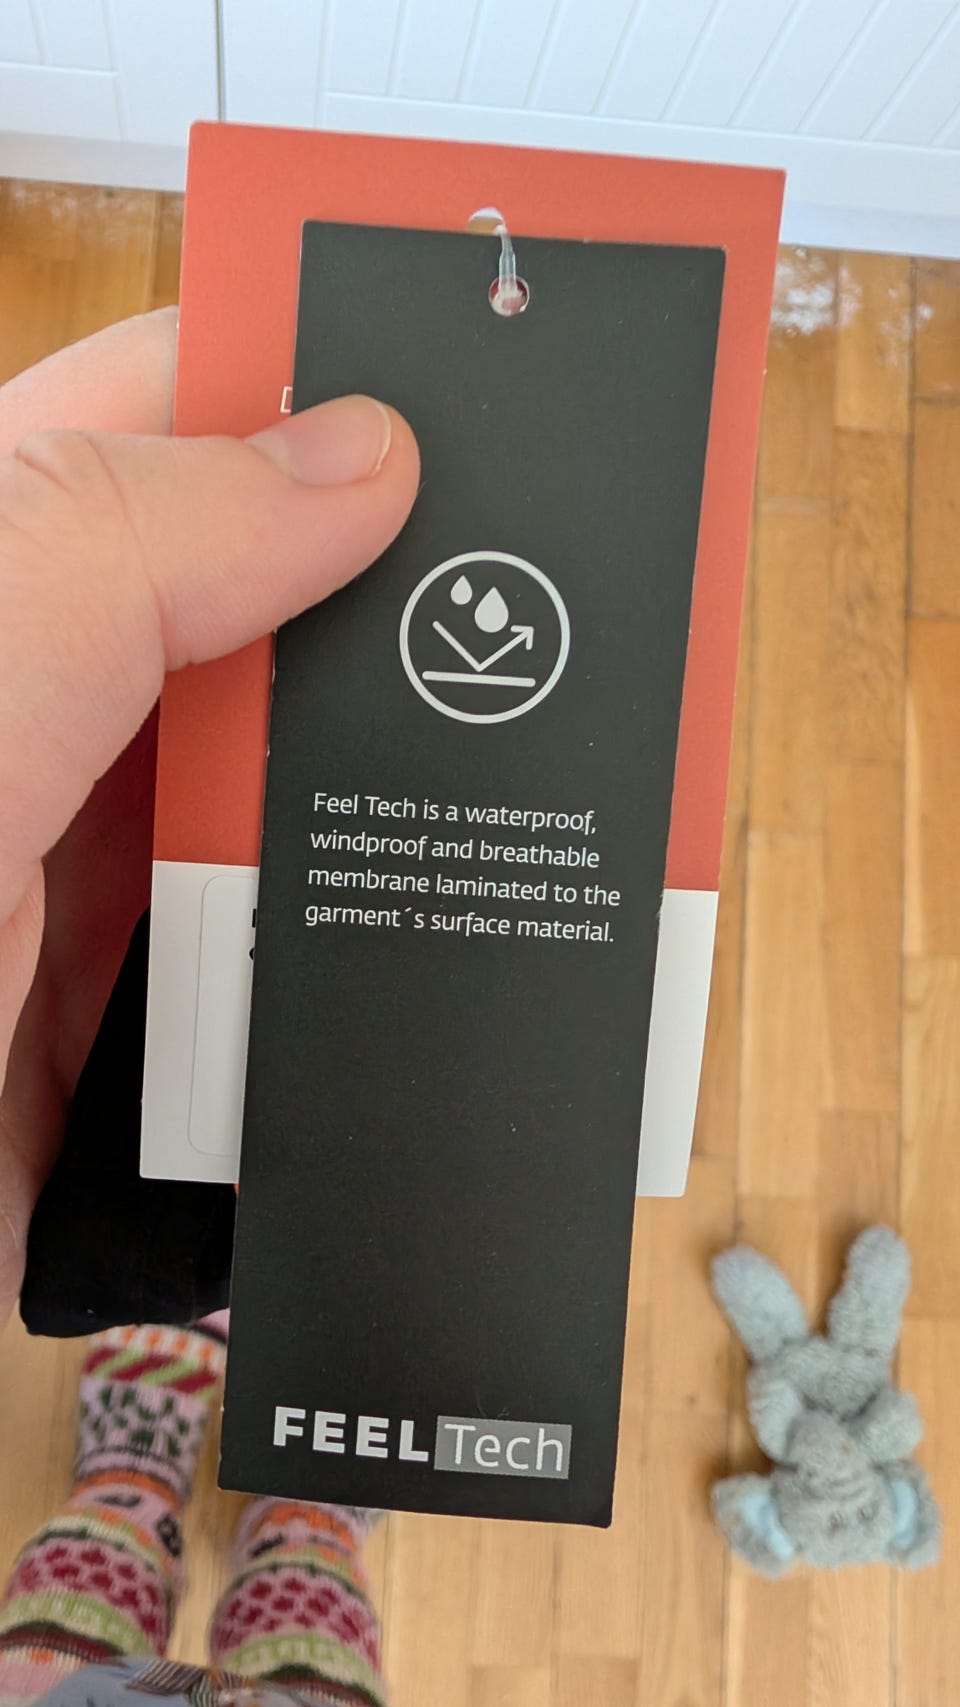 Feel Tech is a waterproof,
windproof and breathable
membrane laminated to the
garment´s surface material.
FEEL Tech